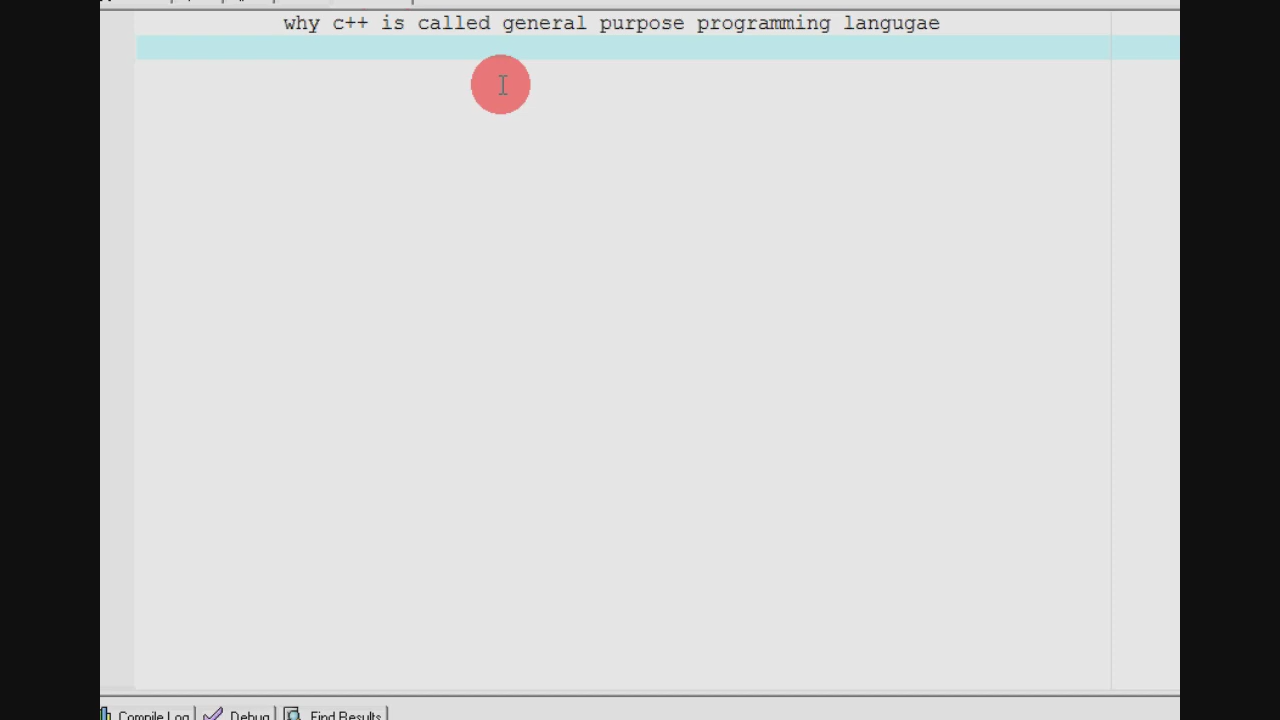 why c++ is called general purpose programming langugae
Compile Log Debug Find Results